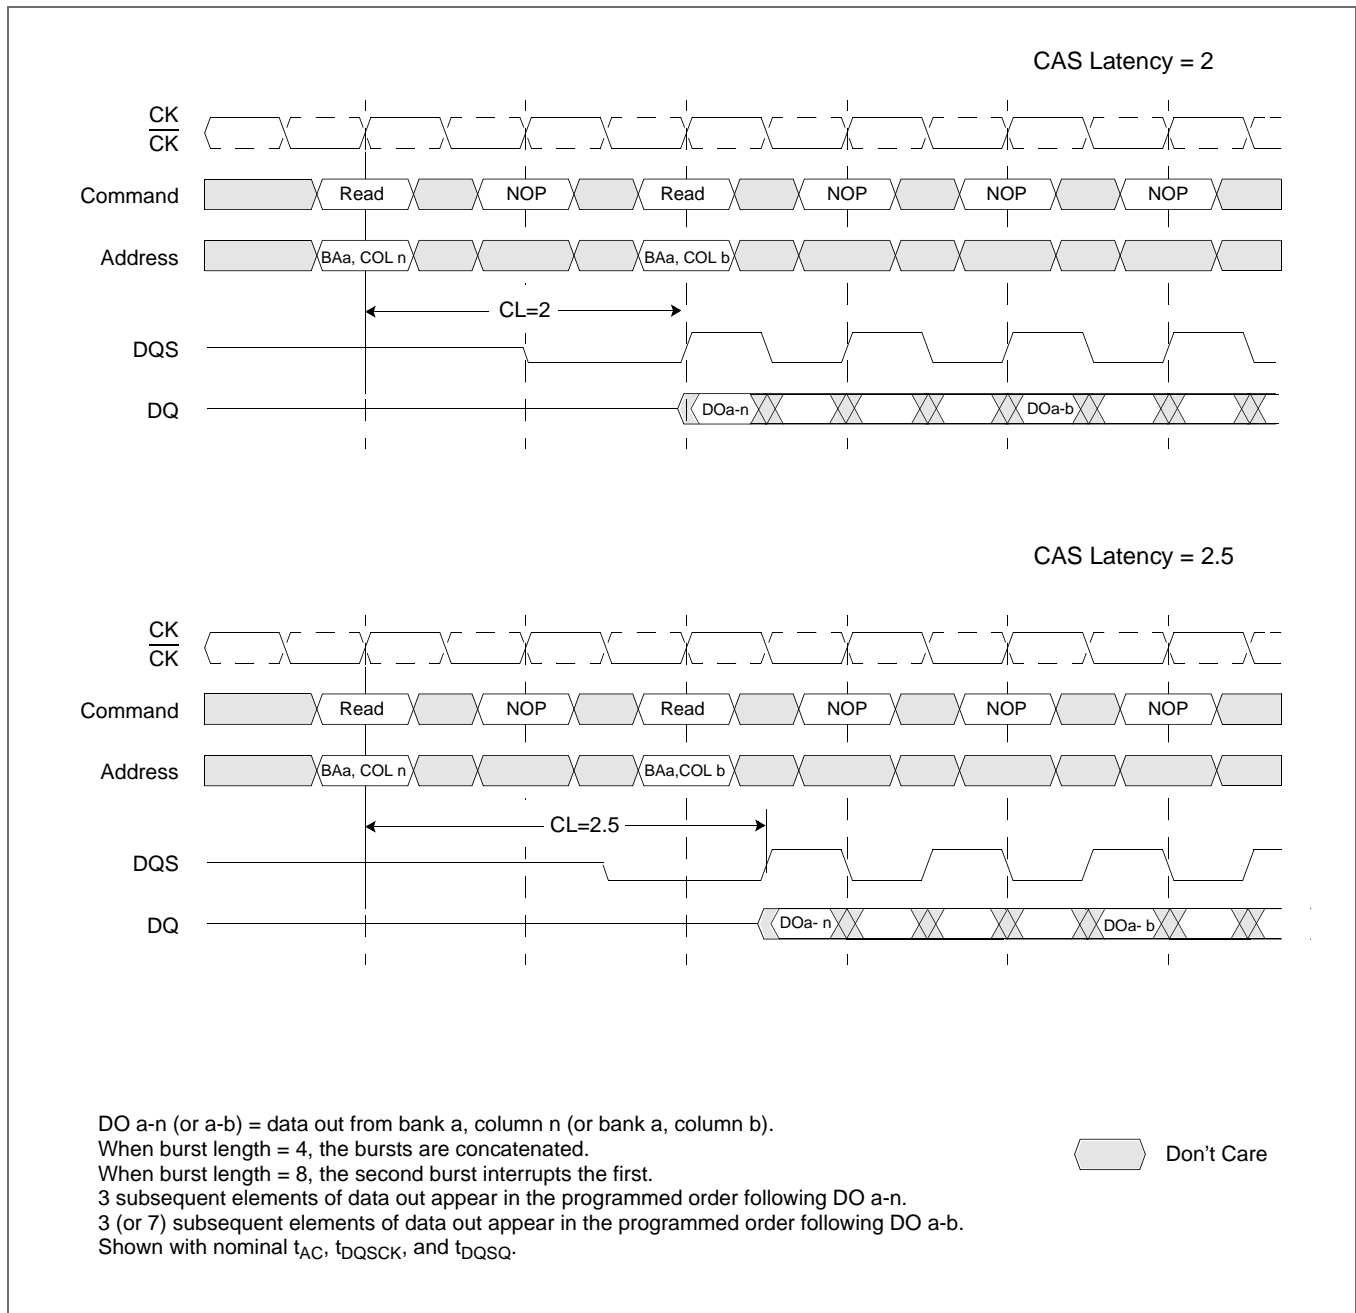 CAS Latency = 2
CK
CK
Command Read NOP Read NOP NOP NOP
Address BAa, COL n BAa, COL b
CL=2
DQS
DQ DOa-n DOa-b
CAS Latency = 2.5
CK
CK
Command Read NOP Read NOP NOP NOP
Address BAa, COL n BAa,COL b
CL=2.5
DQS
DQ DOa- n DOa- b
DO a-n (or a-b) = data out from bank a, column n (or bank a, column b).
When burst length = 4, the bursts are concatenated.
When burst length = 8, the second burst interrupts the first.
3 subsequent elements of data out appear in the programmed order following DO a-n.
3 (or 7) subsequent elements of data out appear in the programmed order following DO a-b.
Shown with nominal tAC, tDQSCK, and tDQSQ.
Don't Care